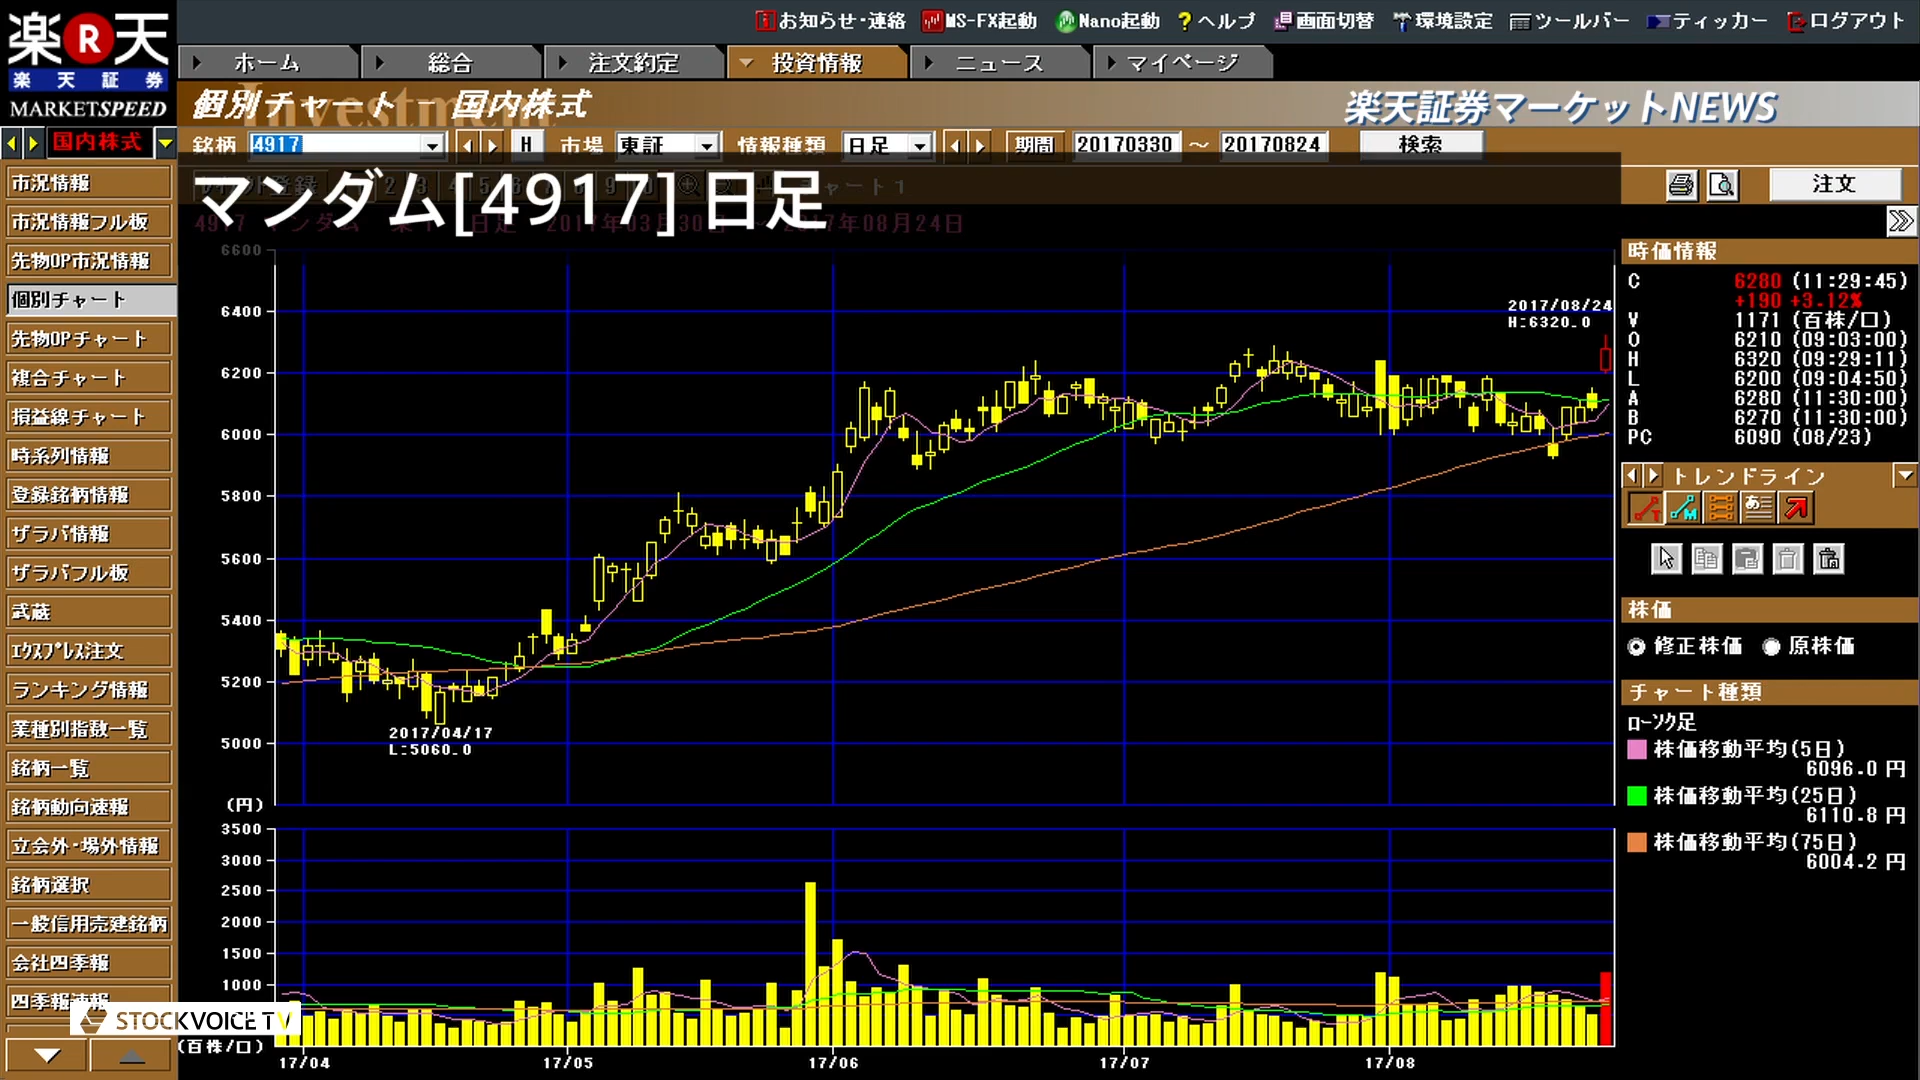 楽R天
楽天証券
MARKETSPEED
お知らせ・連絡 MS-FX起動 Nano起動 ? ヘルプ 画面切替 環境設定 ツールバー ティッカー ログアウト
ホーム 総合 注文約定 投資情報 ニュース マイページ
個別チャート - 国内株式
楽天証券マーケットNEWS
国内株式
銘柄 4917 H 市場 東証 情報種類 日足 期間 20170330 ～ 20170824 検索
マンダム[4917]日足
チャート1
注文
市況情報
市況情報フル板
先物OP市況情報
個別チャート
先物OPチャート
複合チャート
損益線チャート
時系列情報
登録銘柄情報
ザラバ情報
ザラバフル板
武蔵
ｴｸｽﾌﾟﾚｽ注文
ランキング情報
業種別指数一覧
銘柄一覧
銘柄動向速報
立会外・場外情報
銘柄選択
一般信用売建銘柄
会社四季報
四季報速報
STOCKVOICE TV
6600
6400
6200
6000
5800
5600
5400
5200
5000
(円)
2017/08/24
H:6320.0
2017/04/17
L:5060.0
3500
3000
2500
2000
1500
1000
(百株/口)
17/04 17/05 17/06 17/07 17/08
時価情報
C 6280 (11:29:45)
+190 +3.12%
V 1171 (百株/口)
O 6210 (09:03:00)
H 6320 (09:29:11)
L 6200 (09:04:50)
A 6280 (11:30:00)
B 6270 (11:30:00)
PC 6090 (08/23)
トレンドライン
T M あ
株価
修正株価 原株価
チャート種類
ﾛｰｿｸ足
株価移動平均(5日)
6096.0 円
株価移動平均(25日)
6110.8 円
株価移動平均(75日)
6004.2 円